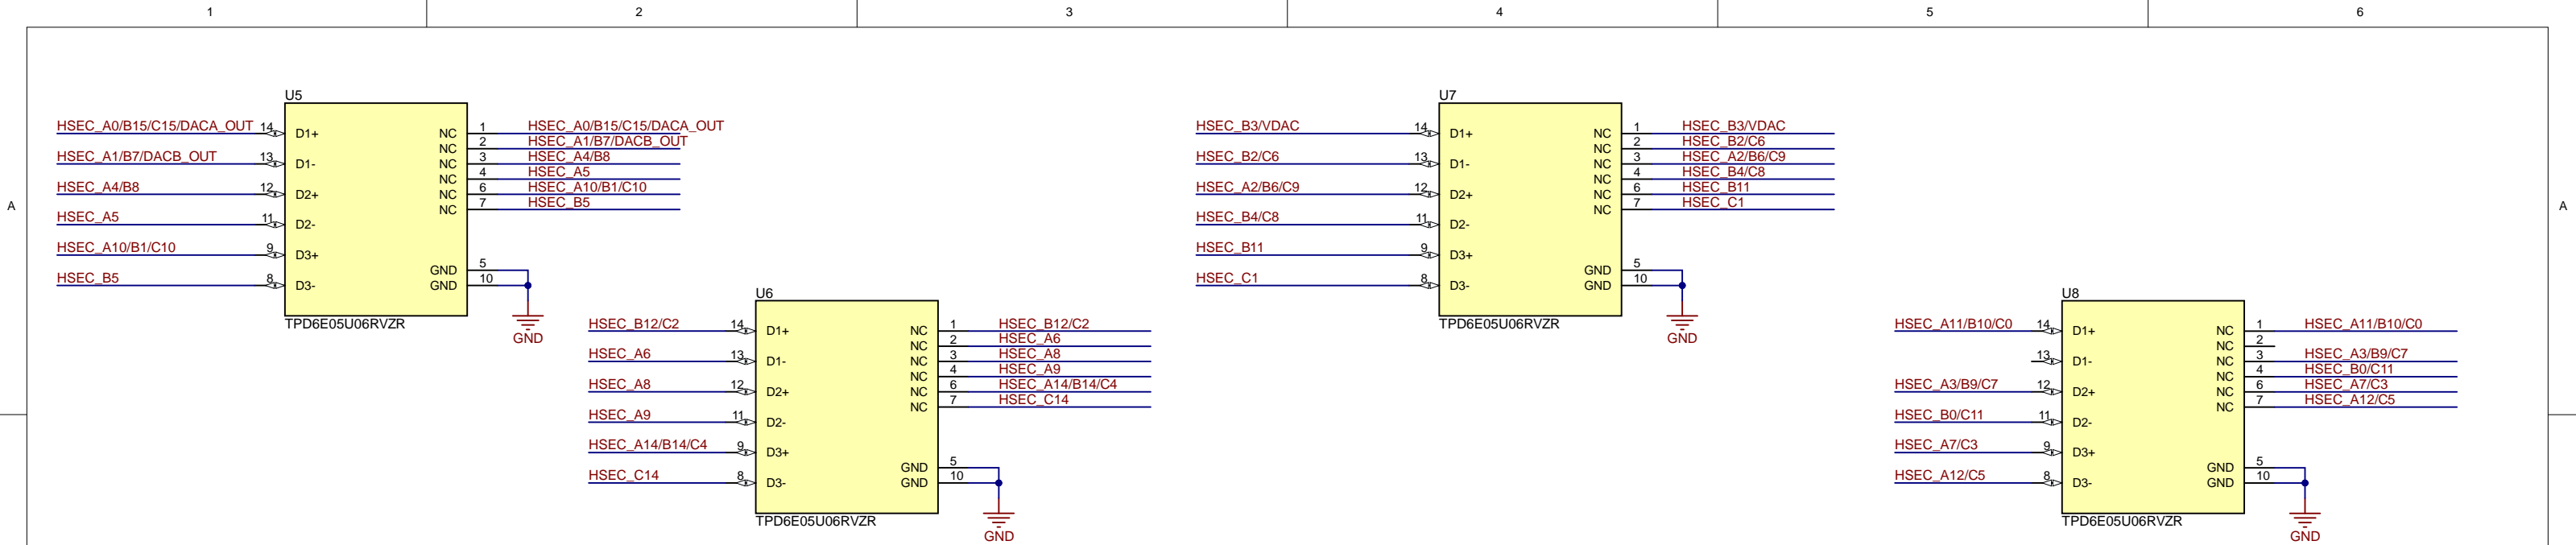 1 2 3 4 5 6
A A
U5
HSEC_A0/B15/C15/DACA_OUT 14 D1+ NC 1 HSEC_A0/B15/C15/DACA_OUT
NC 2 HSEC_A1/B7/DACB_OUT
HSEC_A1/B7/DACB_OUT 13 D1- NC 3 HSEC_A4/B8
NC 4 HSEC_A5
HSEC_A4/B8 12 D2+ NC 6 HSEC_A10/B1/C10
NC 7 HSEC_B5
HSEC_A5 11 D2-
HSEC_A10/B1/C10 9 D3+
GND 5
HSEC_B5 8 D3- GND 10
TPD6E05U06RVZR
GND
U6
HSEC_B12/C2 14 D1+ NC 1 HSEC_B12/C2
NC 2 HSEC_A6
HSEC_A6 13 D1- NC 3 HSEC_A8
NC 4 HSEC_A9
HSEC_A8 12 D2+ NC 6 HSEC_A14/B14/C4
NC 7 HSEC_C14
HSEC_A9 11 D2-
HSEC_A14/B14/C4 9 D3+
GND 5
HSEC_C14 8 D3- GND 10
TPD6E05U06RVZR
GND
U7
HSEC_B3/VDAC 14 D1+ NC 1 HSEC_B3/VDAC
NC 2 HSEC_B2/C6
HSEC_B2/C6 13 D1- NC 3 HSEC_A2/B6/C9
NC 4 HSEC_B4/C8
HSEC_A2/B6/C9 12 D2+ NC 6 HSEC_B11
NC 7 HSEC_C1
HSEC_B4/C8 11 D2-
HSEC_B11 9 D3+
GND 5
HSEC_C1 8 D3- GND 10
TPD6E05U06RVZR
GND
U8
HSEC_A11/B10/C0 14 D1+ NC 1 HSEC_A11/B10/C0
NC 2
13 D1- NC 3 HSEC_A3/B9/C7
NC 4 HSEC_B0/C11
HSEC_A3/B9/C7 12 D2+ NC 6 HSEC_A7/C3
NC 7 HSEC_A12/C5
HSEC_B0/C11 11 D2-
HSEC_A7/C3 9 D3+
GND 5
HSEC_A12/C5 8 D3- GND 10
TPD6E05U06RVZR
GND